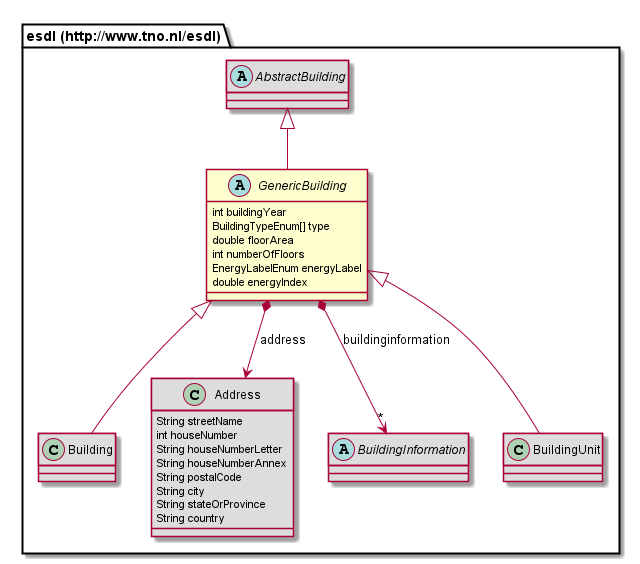 esdl (http://www.tno.nl/esdl)
A AbstractBuilding
A GenericBuilding
int buildingYear
BuildingTypeEnum[] type
double floorArea
int numberOfFloors
EnergyLabelEnum energyLabel
double energyIndex
address
buildinginformation
*
C Building
C Address
String streetName
int houseNumber
String houseNumberLetter
String houseNumberAnnex
String postalCode
String city
String stateOrProvince
String country
A BuildingInformation
C BuildingUnit